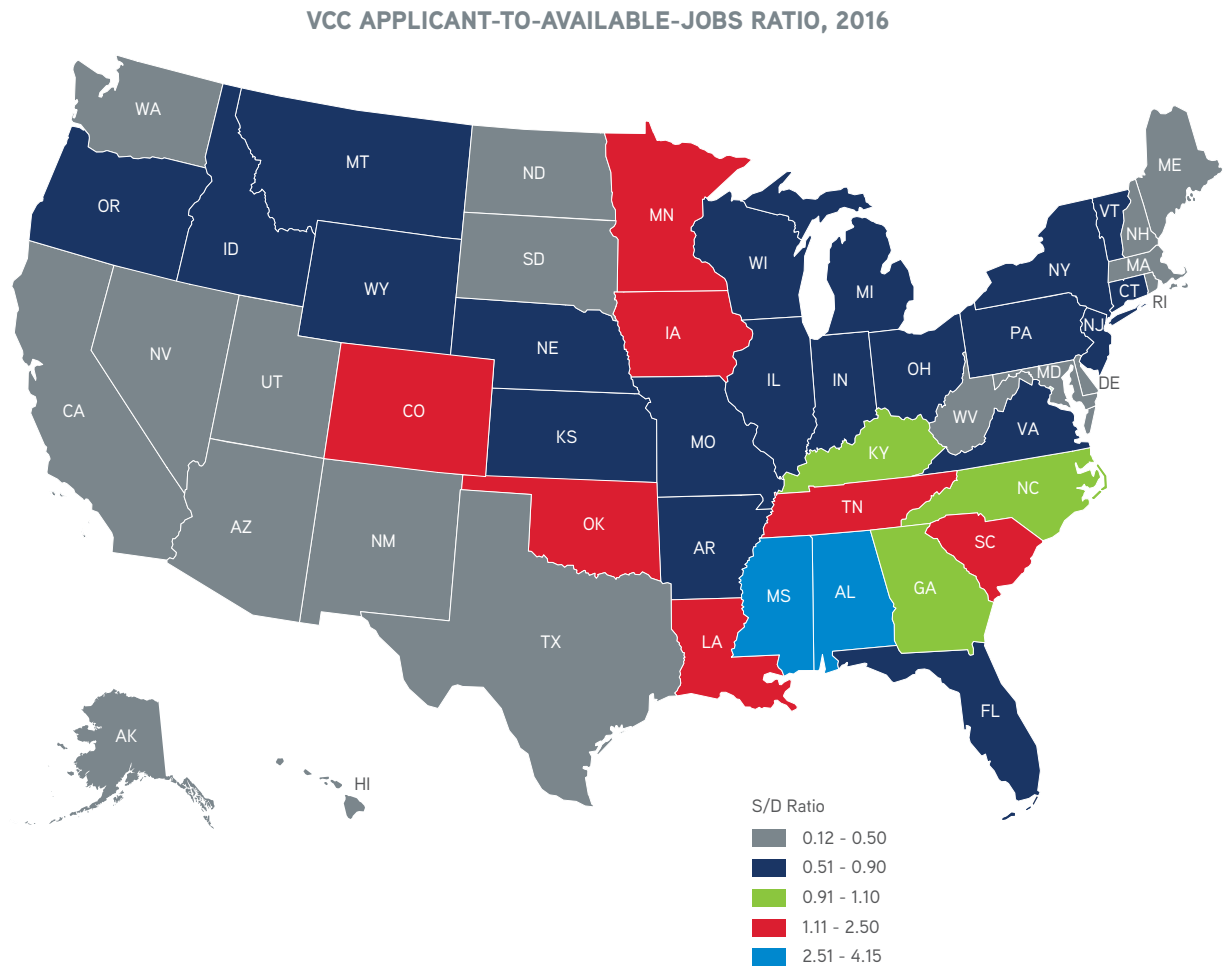 VCC APPLICANT-TO-AVAILABLE-JOBS RATIO, 2016
WA
MT
ND
MN
ME
OR
ID
SD
WI
VT
NH
WY
MI
NY
MA
CT
RI
NV
NE
IA
PA
NJ
UT
CO
IL
IN
OH
MD
DE
CA
KS
MO
WV
VA
KY
AZ
NM
OK
AR
TN
NC
SC
MS
AL
GA
TX
LA
FL
AK
HI
S/D Ratio
0.12 - 0.50
0.51 - 0.90
0.91 - 1.10
1.11 - 2.50
2.51 - 4.15